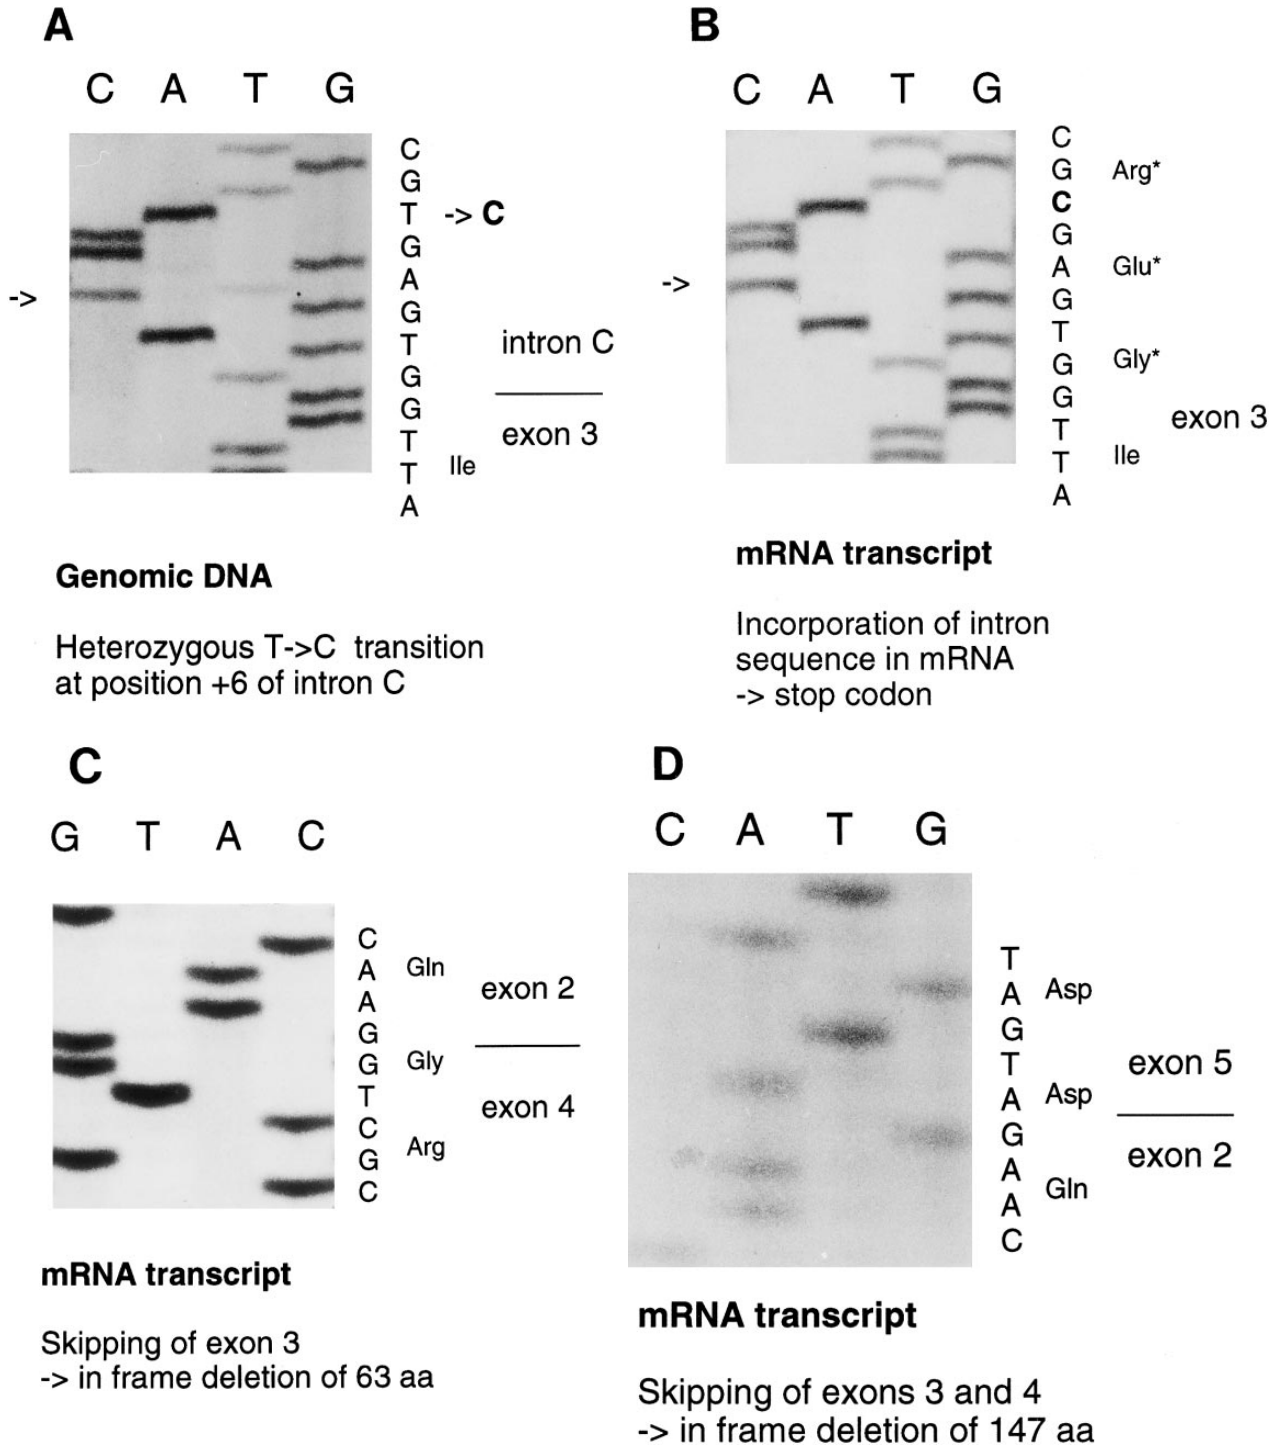 A
C A T G
->
C
G
T -> C
G
A
G
T
G
G
T
T
A
intron C
exon 3
Ile
Genomic DNA
Heterozygous T->C transition
at position +6 of intron C
B
C A T G
->
C
G
C
G
A
G
T
G
G
T
T
A
Arg*
Glu*
Gly*
Ile
exon 3
mRNA transcript
Incorporation of intron
sequence in mRNA
-> stop codon
C
G T A C
C
A
A
G
G
T
C
G
C
Gln
Gly
Arg
exon 2
exon 4
mRNA transcript
Skipping of exon 3
-> in frame deletion of 63 aa
D
C A T G
T
A
G
T
A
G
A
A
C
Asp
Asp
Gln
exon 5
exon 2
mRNA transcript
Skipping of exons 3 and 4
-> in frame deletion of 147 aa